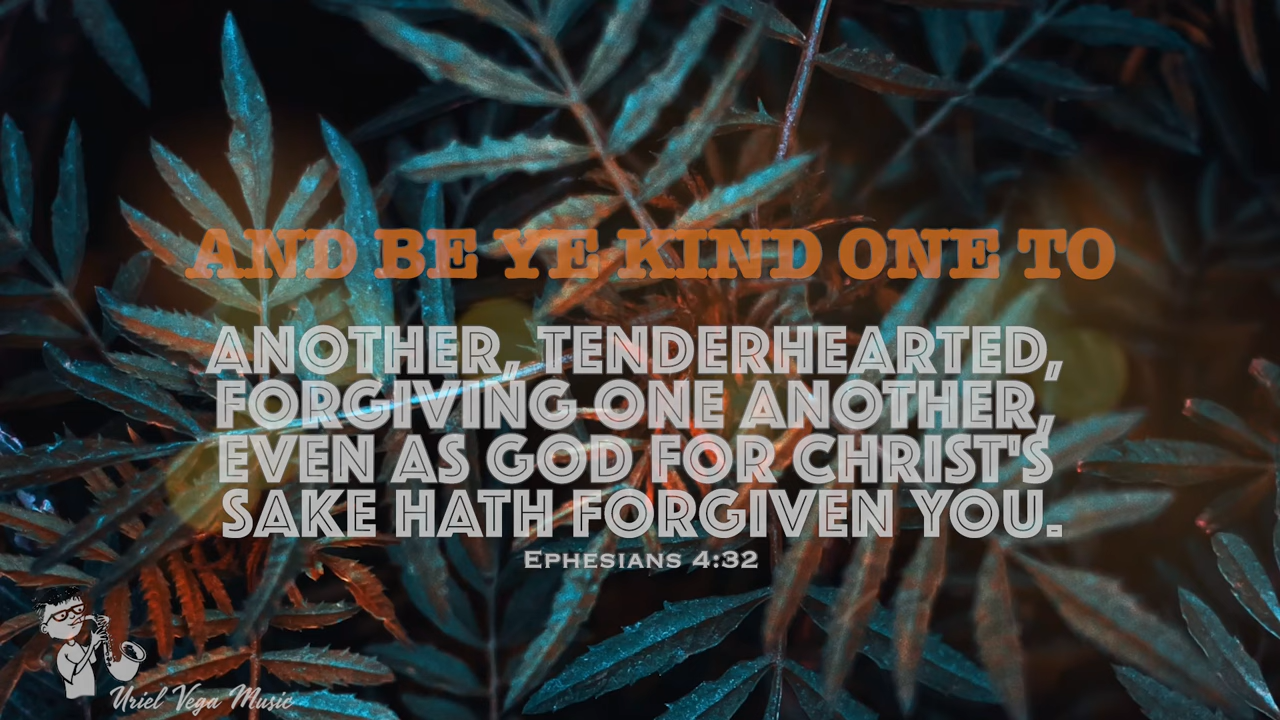 AND BE YE KIND ONE TO
ANOTHER, TENDERHEARTED,
FORGIVING ONE ANOTHER,
EVEN AS GOD FOR CHRIST'S
SAKE HATH FORGIVEN YOU.
EPHESIANS 4:32
Uriel Vega Music